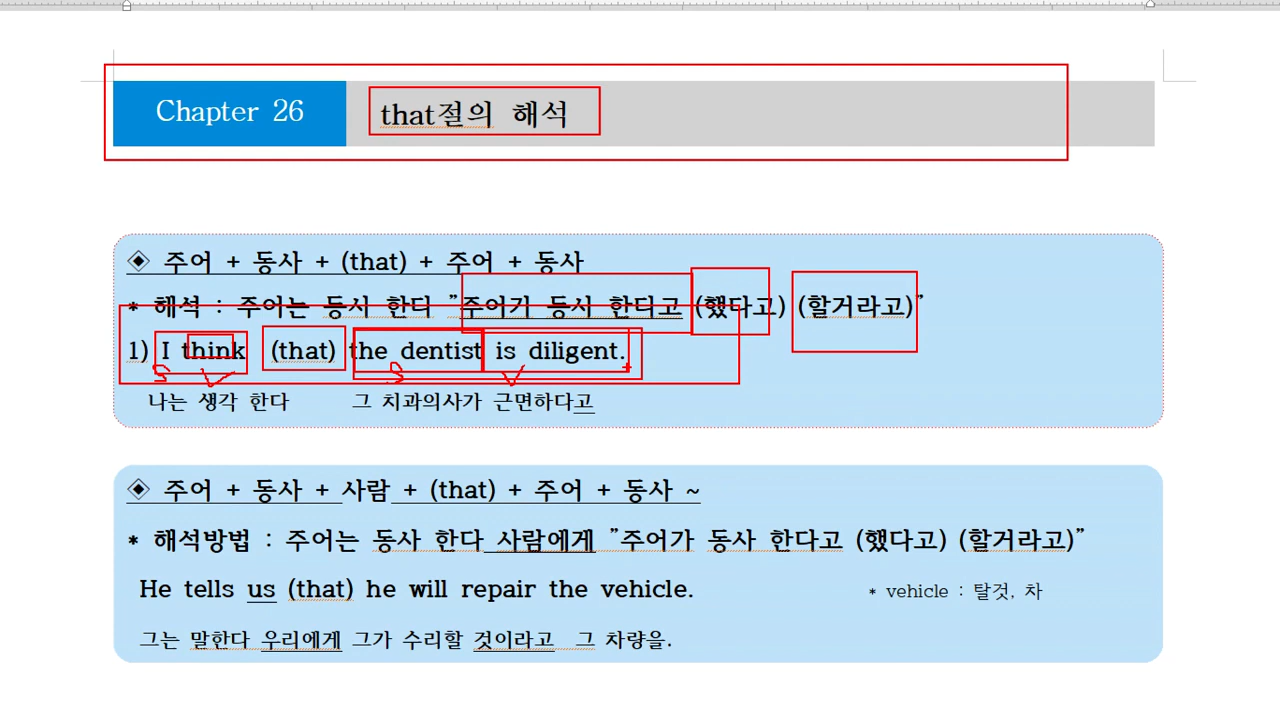 Chapter 26
that절의 해석
◈ 주어 + 동사 + (that) + 주어 + 동사
* 해석 : 주어는 동사 한다 "주어가 동사 한다고 (했다고) (할거라고)"
1) I think (that) the dentist is diligent.
S V S V
나는 생각 한다 그 치과의사가 근면하다고
◈ 주어 + 동사 + 사람 + (that) + 주어 + 동사 ~
* 해석방법 : 주어는 동사 한다 사람에게 "주어가 동사 한다고 (했다고) (할거라고)"
He tells us (that) he will repair the vehicle. * vehicle : 탈것, 차
그는 말한다 우리에게 그가 수리할 것이라고 그 차량을.